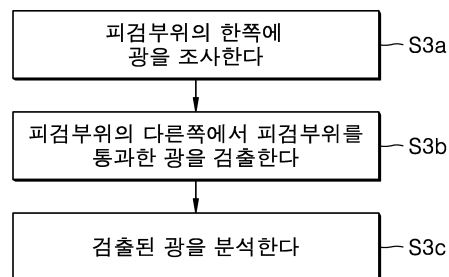 피검부위의 한쪽에
광을 조사한다
S3a
피검부위의 다른쪽에서 피검부위를
통과한 광을 검출한다
S3b
검출된 광을 분석한다
S3c